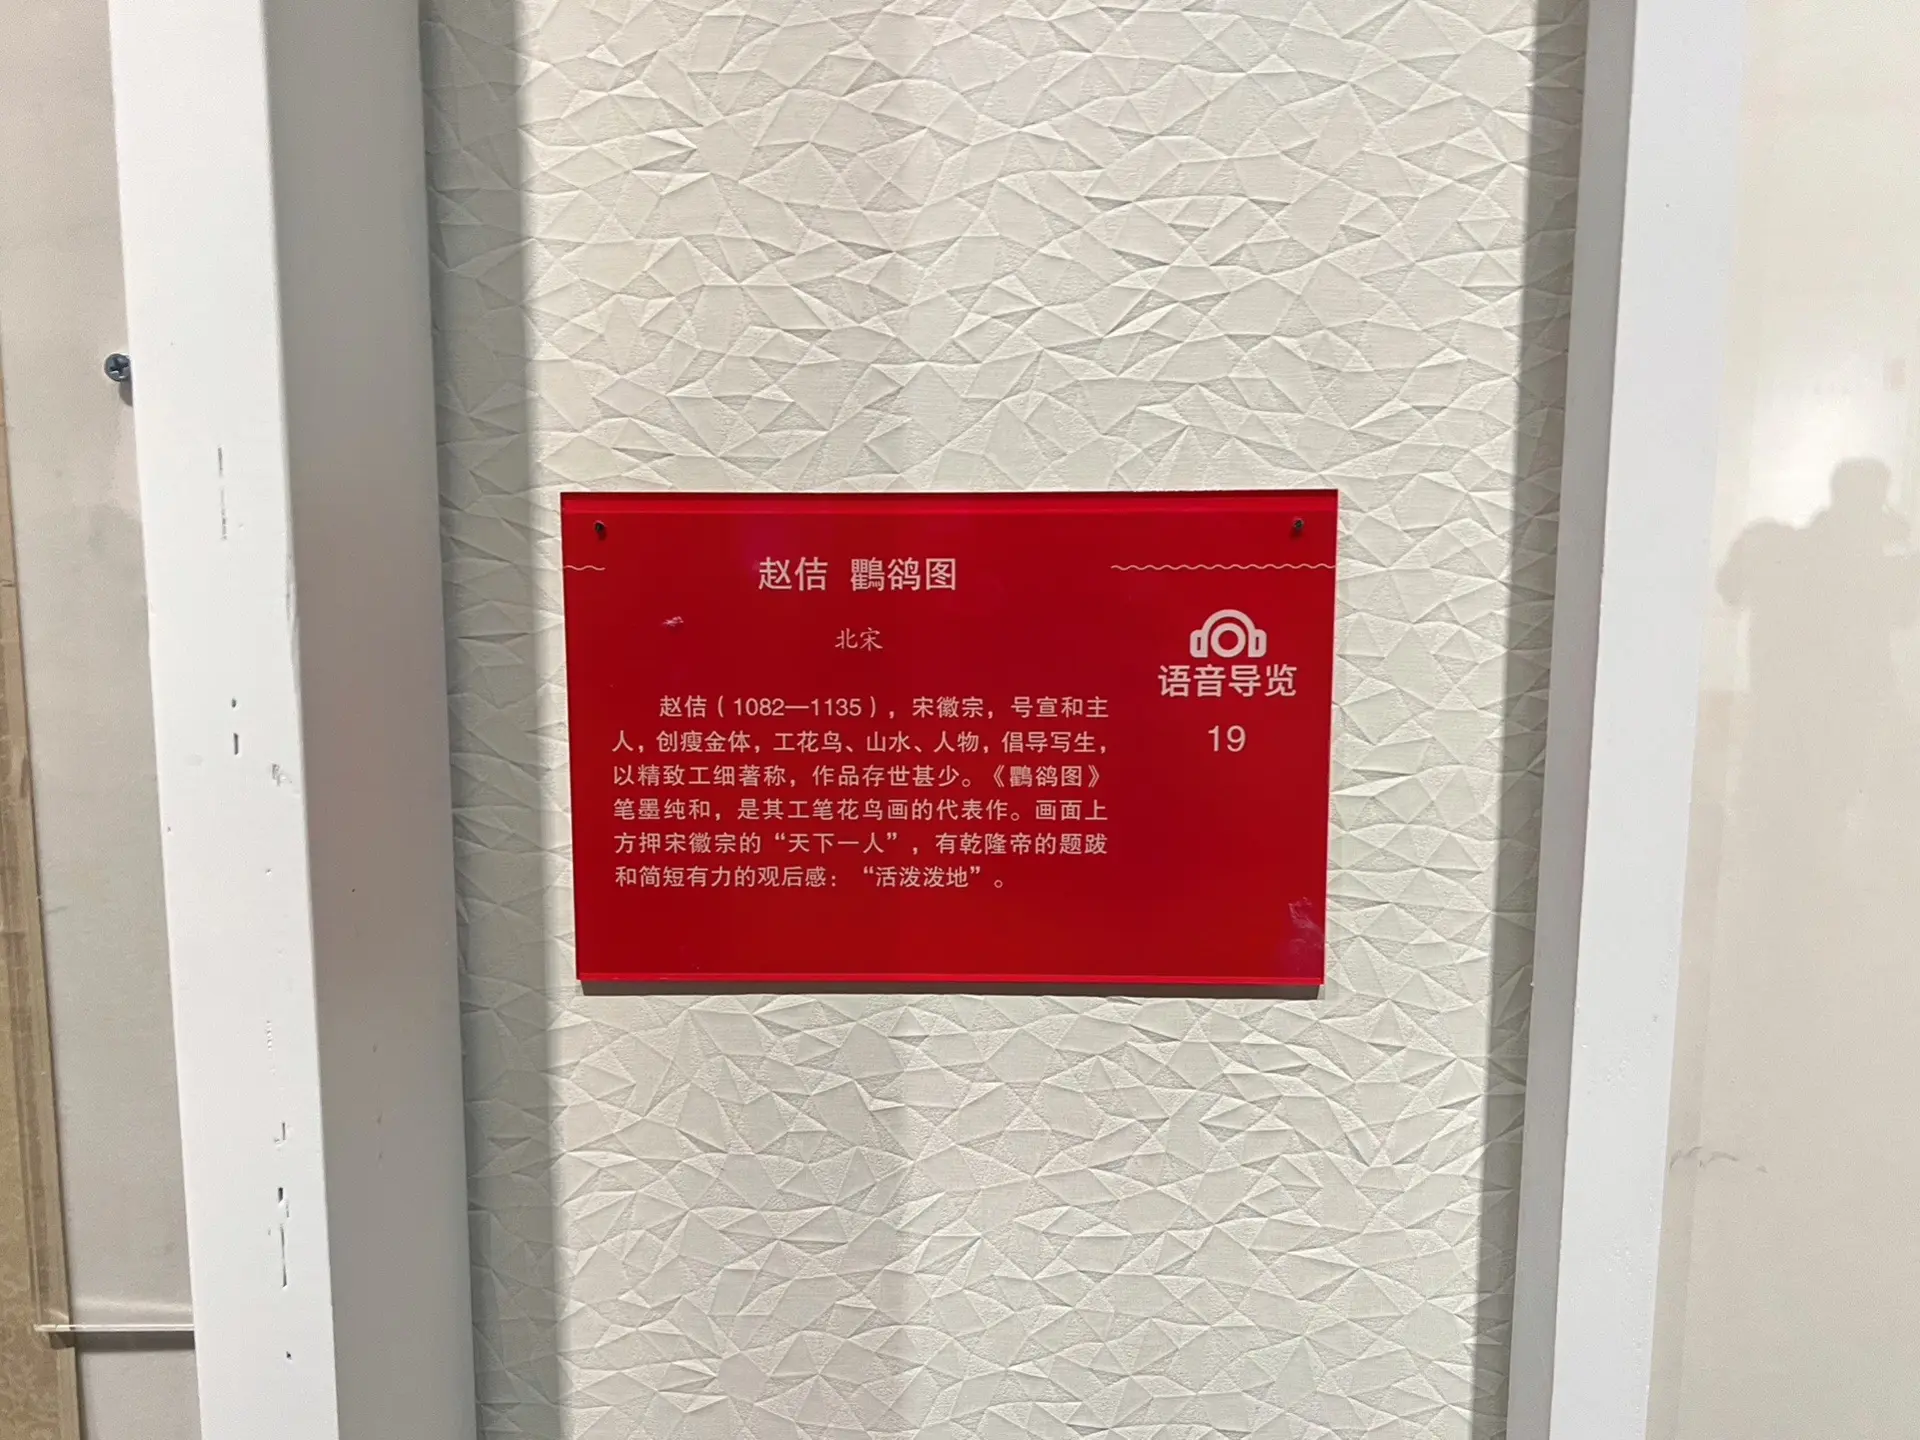 赵佶 鸜鹆图
北宋
赵佶（1082—1135），宋徽宗，号宣和主
人，创瘦金体，工花鸟、山水、人物，倡导写生，
以精致工细著称，作品存世甚少。《鸜鹆图》
笔墨纯和，是其工笔花鸟画的代表作。画面上
方押宋徽宗的“天下一人”，有乾隆帝的题跋
和简短有力的观后感：“活泼泼地”。
语音导览
19